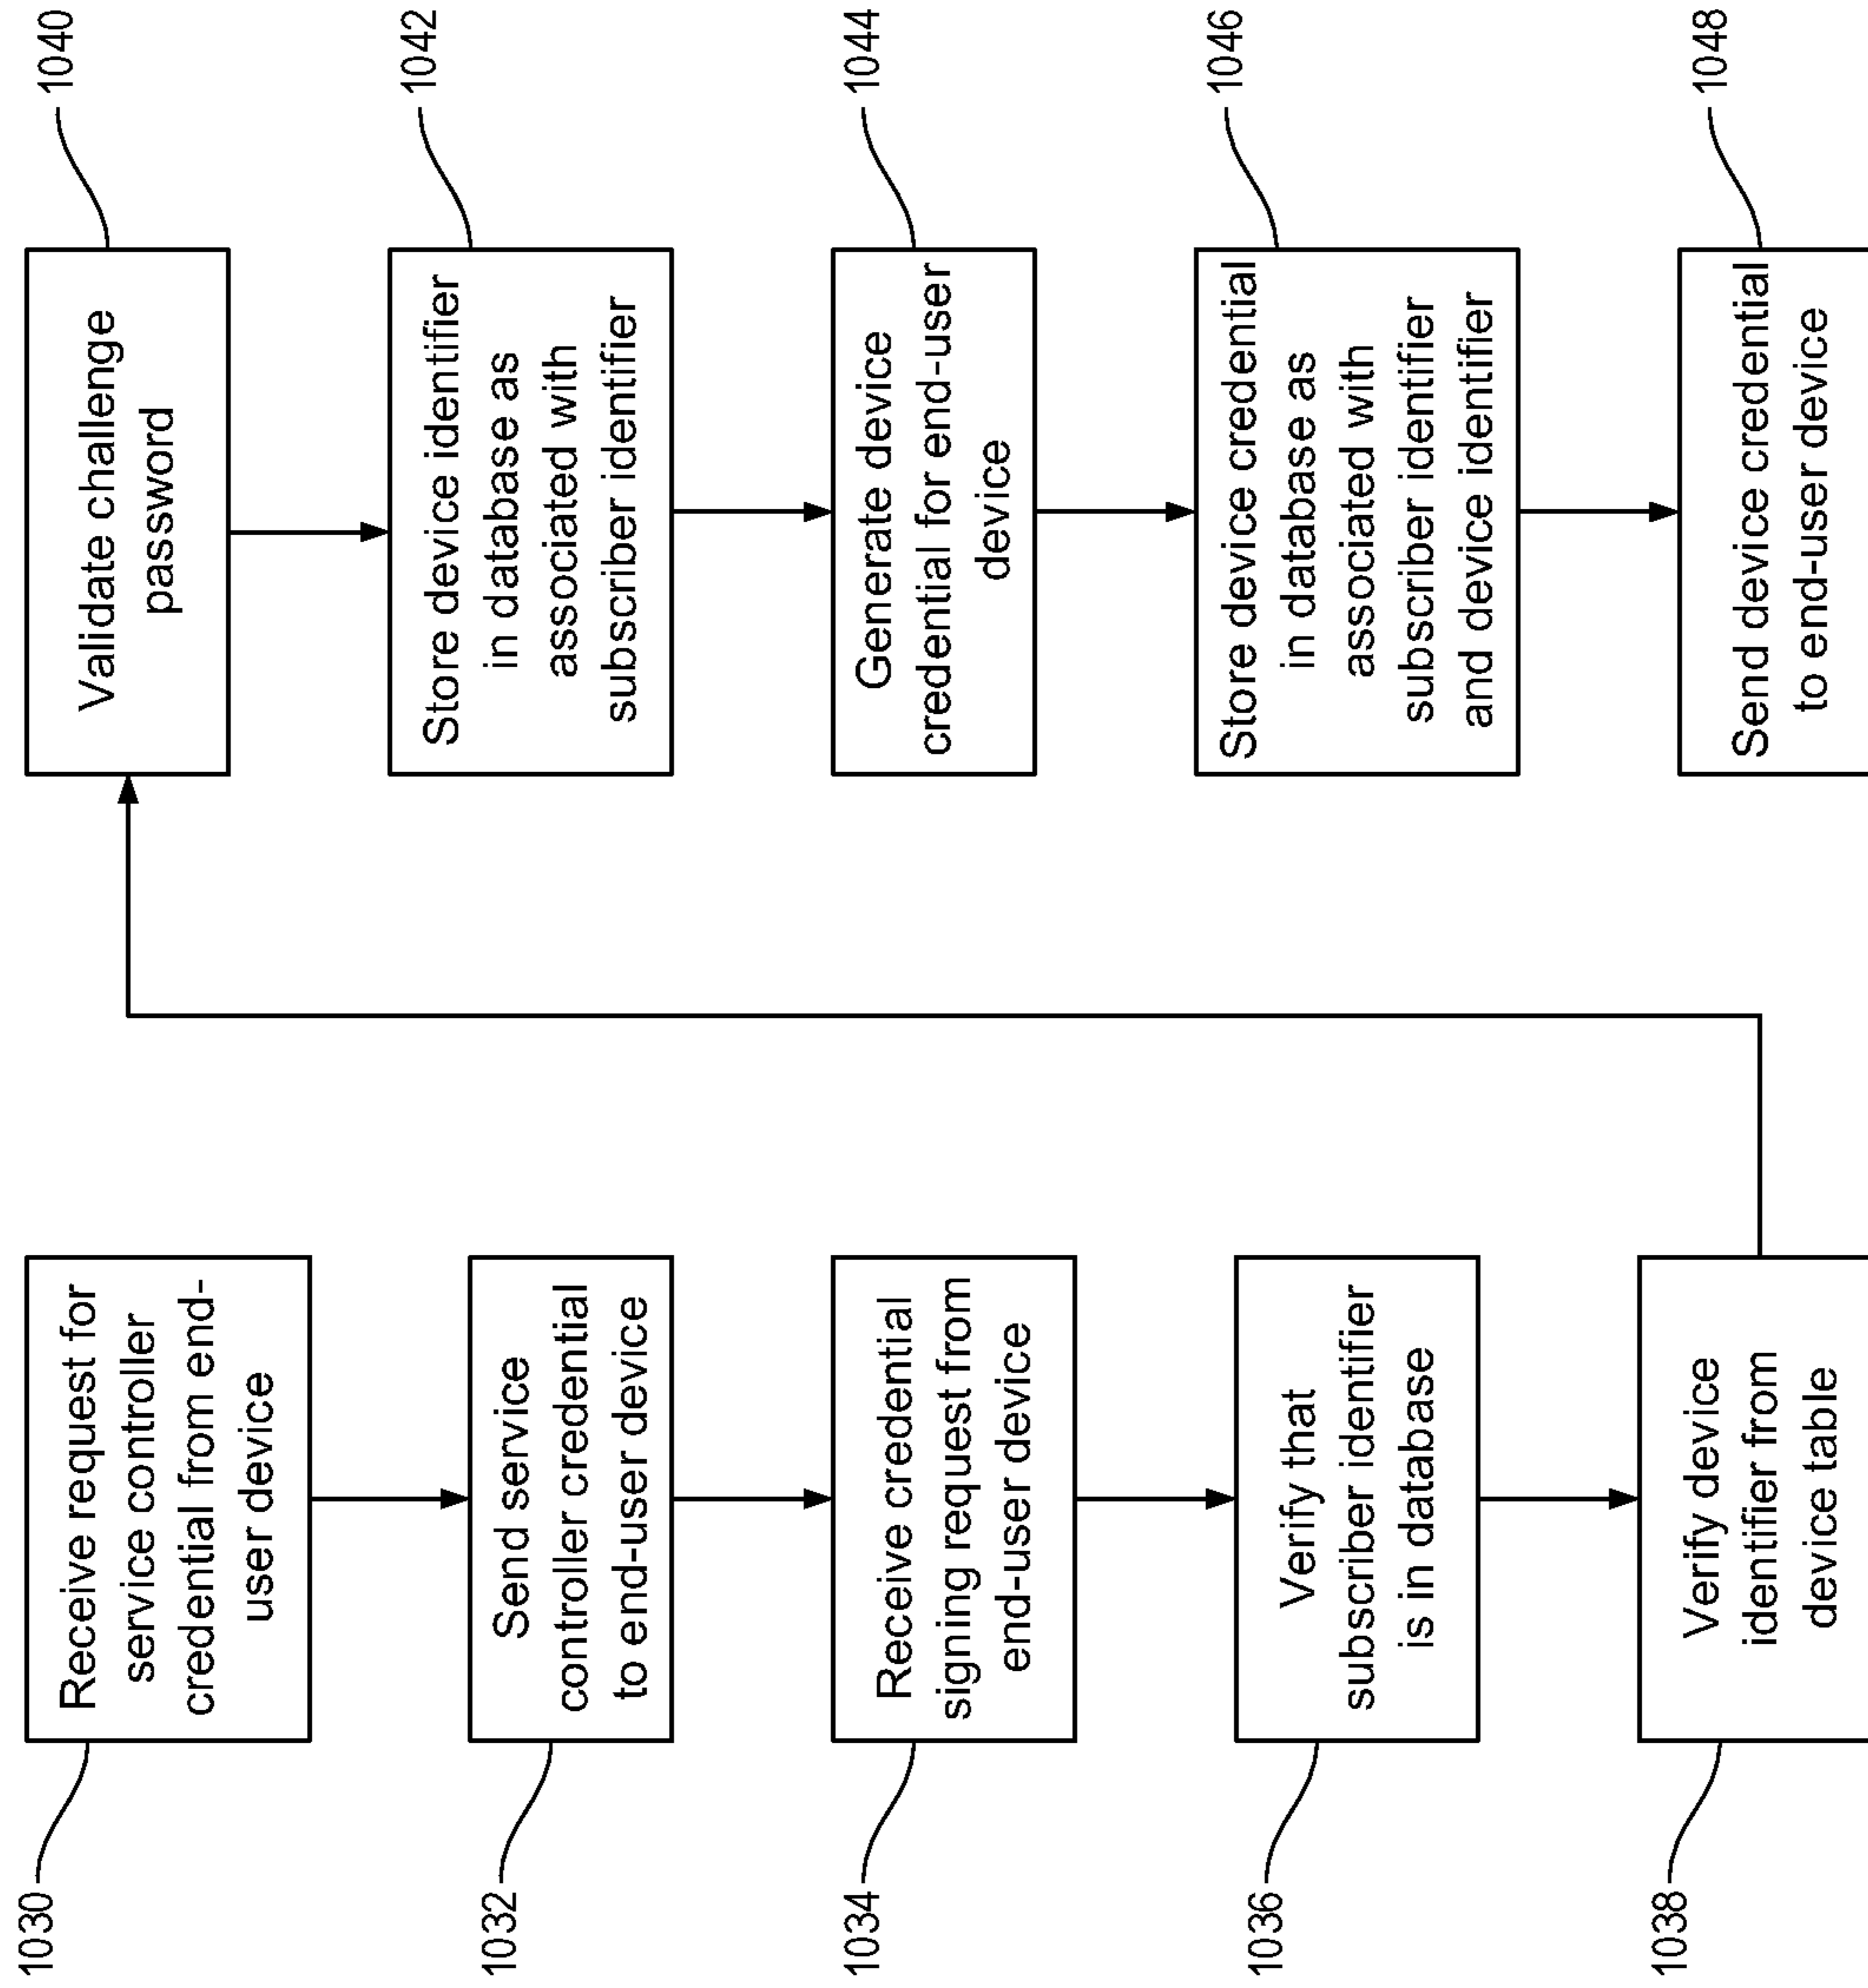 1030
Receive request for
service controller
credential from end-
user device
1032
Send service
controller credential
to end-user device
1034
Receive credential
signing request from
end-user device
1036
Verify that
subscriber identifier
is in database
1038
Verify device
identifier from
device table
1040
Validate challenge
password
1042
Store device identifier
in database as
associated with
subscriber identifier
1044
Generate device
credential for end-user
device
1046
Store device credential
in database as
associated with
subscriber identifier
and device identifier
1048
Send device credential
to end-user device